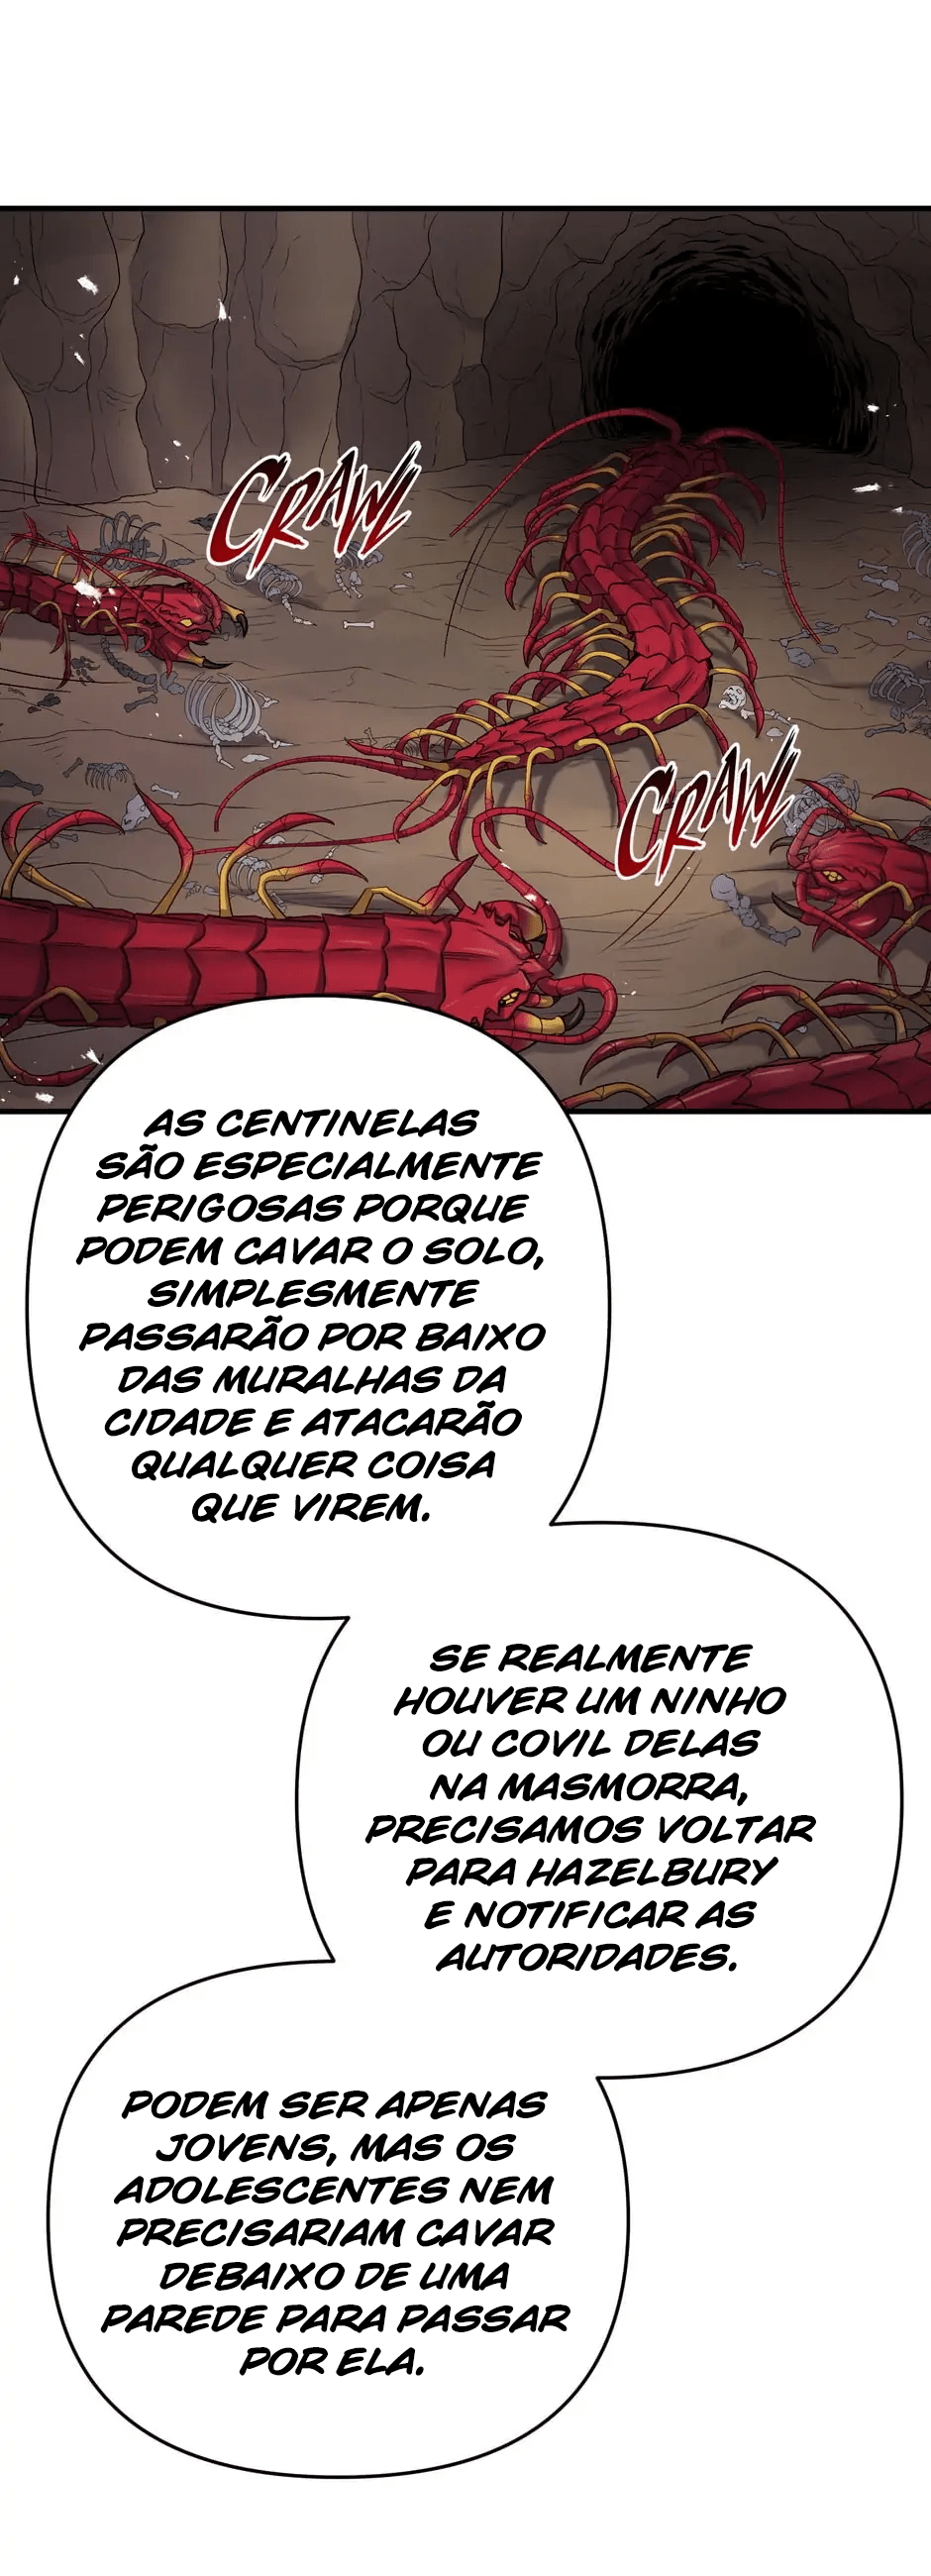 CRAWL
CRAWL
AS CENTINELAS
SÃO ESPECIALMENTE
PERIGOSAS PORQUE
PODEM CAVAR O SOLO,
SIMPLESMENTE
PASSARÃO POR BAIXO
DAS MURALHAS DA
CIDADE E ATACARÃO
QUALQUER COISA
QUE VIREM.
SE REALMENTE
HOUVER UM NINHO
OU COVIL DELAS
NA MASMORRA,
PRECISAMOS VOLTAR
PARA HAZELBURY
E NOTIFICAR AS
AUTORIDADES.
PODEM SER APENAS
JOVENS, MAS OS
ADOLESCENTES NEM
PRECISARIAM CAVAR
DEBAIXO DE UMA
PAREDE PARA PASSAR
POR ELA.